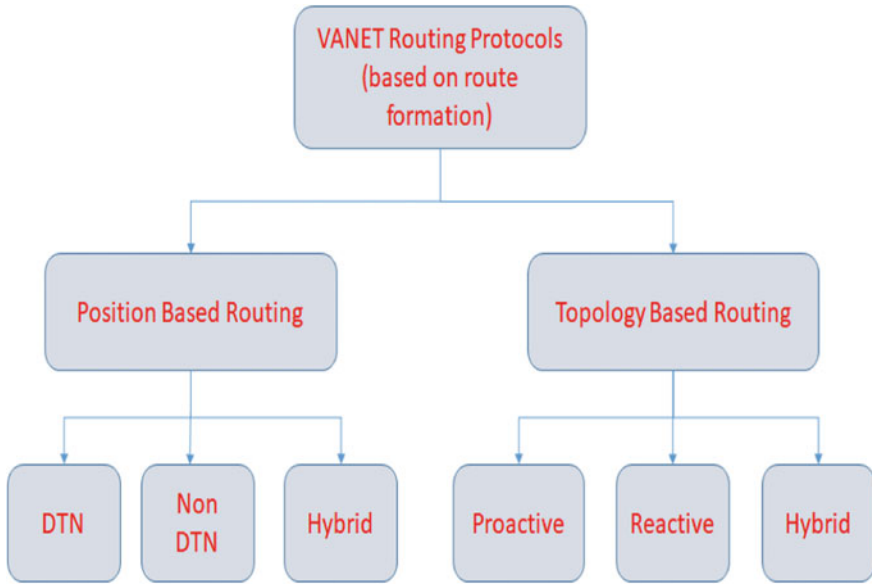 VANET Routing Protocols
(based on route
formation)
Position Based Routing
Topology Based Routing
DTN
Non
DTN
Hybrid
Proactive
Reactive
Hybrid